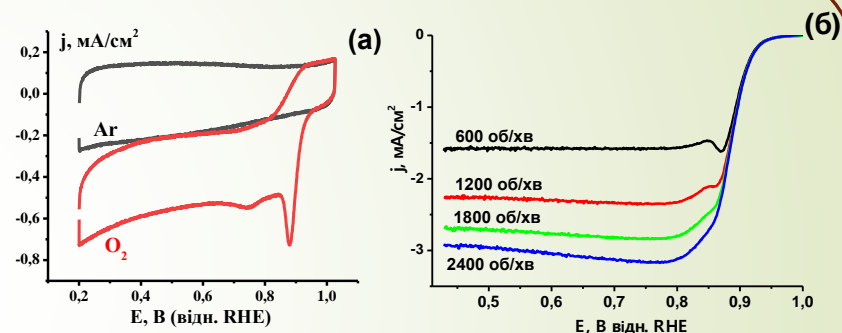 j, мА/см²
(а)
0,2
0,0
-0,2
-0,4
-0,6
-0,8
Ar
O₂
0,2 0,4 0,6 0,8 1,0
E, В (відн. RHE)
(б)
j, мА/см²
0
-1
-2
-3
600 об/хв
1200 об/хв
1800 об/хв
2400 об/хв
0,5 0,6 0,7 0,8 0,9 1,0
E, В відн. RHE